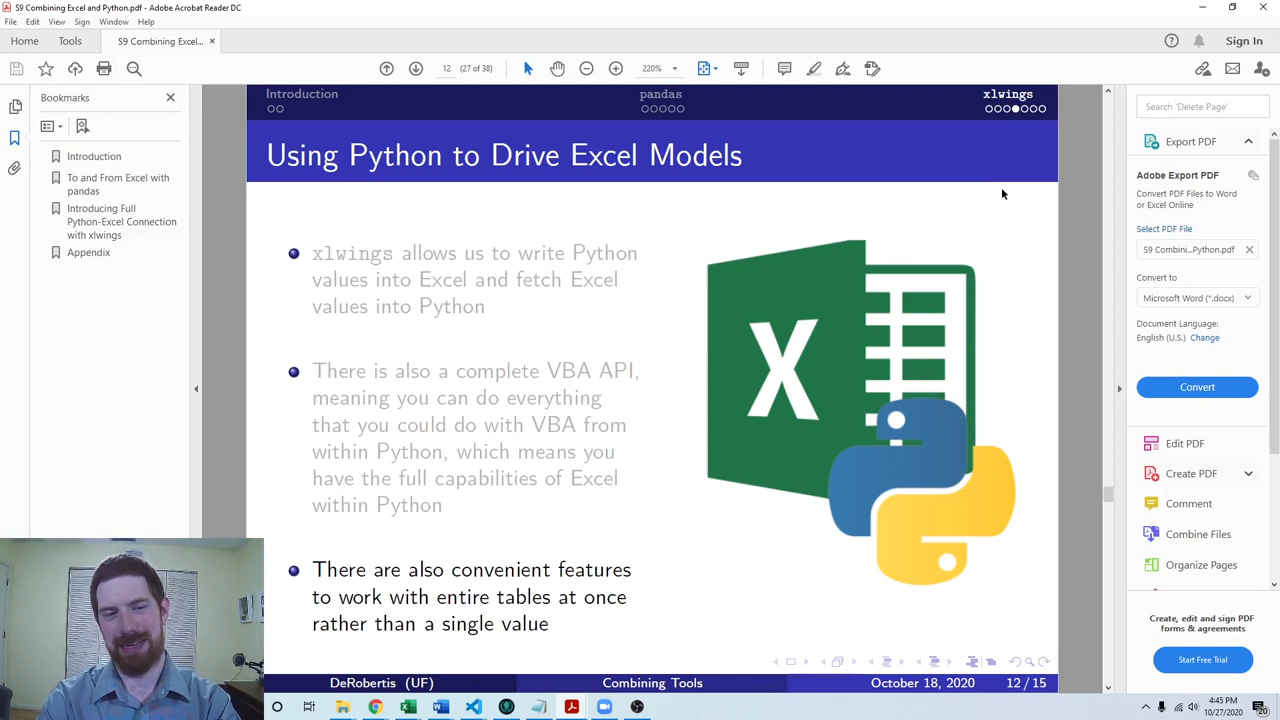 S9 Combining Excel and Python.pdf - Adobe Acrobat Reader DC
File Edit View Sign Window Help
Home Tools S9 Combining Excel... × Sign In
12 (27 of 38) 220%
Bookmarks
Introduction
To and From Excel with
pandas
Introducing Full
Python-Excel Connection
with xlwings
Appendix
Introduction pandas xlwings
Using Python to Drive Excel Models
xlwings allows us to write Python
values into Excel and fetch Excel
values into Python
There is also a complete VBA API,
meaning you can do everything
that you could do with VBA from
within Python, which means you
have the full capabilities of Excel
within Python
There are also convenient features
to work with entire tables at once
rather than a single value
X
DeRobertis (UF) Combining Tools October 18, 2020 12 / 15
Search 'Delete Page'
Export PDF
Adobe Export PDF
Convert PDF Files to Word
or Excel Online
Select PDF File
S9 Combini...Python.pdf
Convert to
Microsoft Word (*.docx)
Document Language:
English (U.S.) Change
Convert
Edit PDF
Create PDF
Comment
Combine Files
Organize Pages
Create, edit and sign PDF
forms & agreements
Start Free Trial
4:45 PM
10/27/2020
20